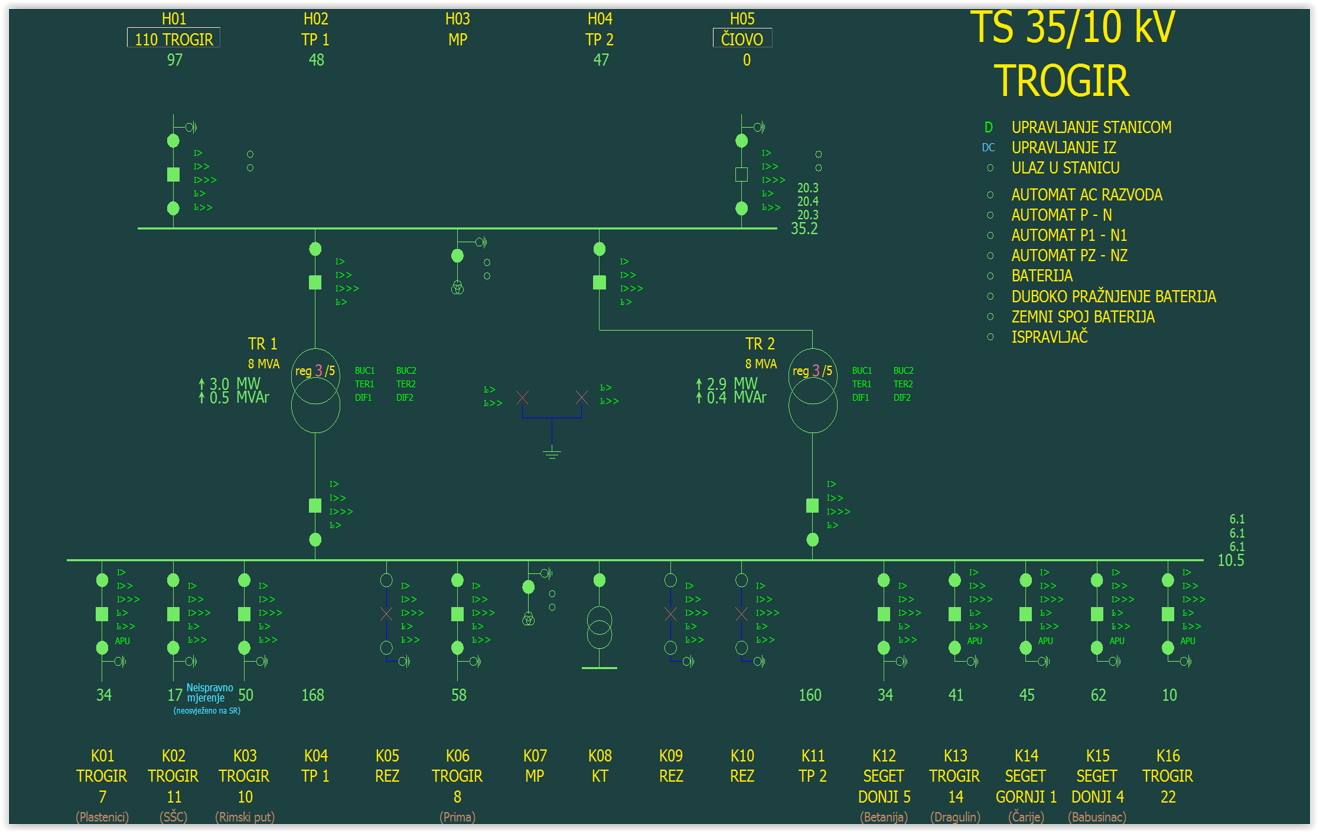 H01 H02 H03 H04 H05
110 TROGIR TP 1 MP TP 2 ČIOVO
97 48 47 0
TS 35/10 kV
TROGIR
D UPRAVLJANJE STANICOM
DC UPRAVLJANJE IZ
ULAZ U STANICU
AUTOMAT AC RAZVODA
AUTOMAT P - N
AUTOMAT P1 - N1
AUTOMAT PZ - NZ
BATERIJA
DUBOKO PRAŽNJENJE BATERIJA
ZEMNI SPOJ BATERIJA
ISPRAVLJAČ
I> I>
I>> I>>
I>>> I>>>
I₀> I₀>
I₀>> I₀>>
20.3
20.4
20.3
35.2
I> I>
I>> I>>
I>>> I>>>
I₀> I₀>
TR 1 TR 2
8 MVA 8 MVA
reg 3 /5 BUC1 BUC2 reg 3 /5 BUC1 BUC2
3.0 MW TER1 TER2 2.9 MW TER1 TER2
0.5 MVAr DIF1 DIF2 0.4 MVAr DIF1 DIF2
I₀> I₀>
I₀>> I₀>>
I> I>
I>> I>>
I>>> I>>>
I₀> I₀>
6.1
6.1
6.1
10.5
I> I> I> I> I> I> I> I> I> I> I> I>
I>> I>> I>> I>> I>> I>> I>> I>> I>> I>> I>> I>>
I>>> I>>> I>>> I>>> I>>> I>>> I>>> I>>> I>>> I>>> I>>> I>>>
I₀> I₀> I₀> I₀> I₀> I₀> I₀> I₀> I₀> I₀> I₀> I₀>
I₀>> I₀>> I₀>> I₀>> I₀>> I₀>> I₀>> I₀>> I₀>> I₀>> I₀>> I₀>>
APU APU APU APU APU
34 17 Neispravno mjerenje 50 168 58 160 34 41 45 62 10
(neosvježeno na SR)
K01 K02 K03 K04 K05 K06 K07 K08 K09 K10 K11 K12 K13 K14 K15 K16
TROGIR TROGIR TROGIR TP 1 REZ TROGIR MP KT REZ REZ TP 2 SEGET TROGIR SEGET SEGET TROGIR
7 11 10 8 DONJI 5 14 GORNJI 1 DONJI 4 22
(Plastenici) (SŠC) (Rimski put) (Prima) (Betanija) (Dragulin) (Čarije) (Babusinac)